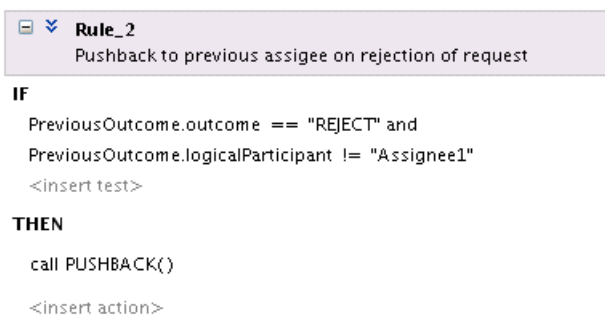 Rule_2
Pushback to previous assigee on rejection of request
IF
PreviousOutcome.outcome == "REJECT" and
PreviousOutcome.logicalParticipant != "Assignee1"
<insert test>
THEN
call PUSHBACK()
<insert action>